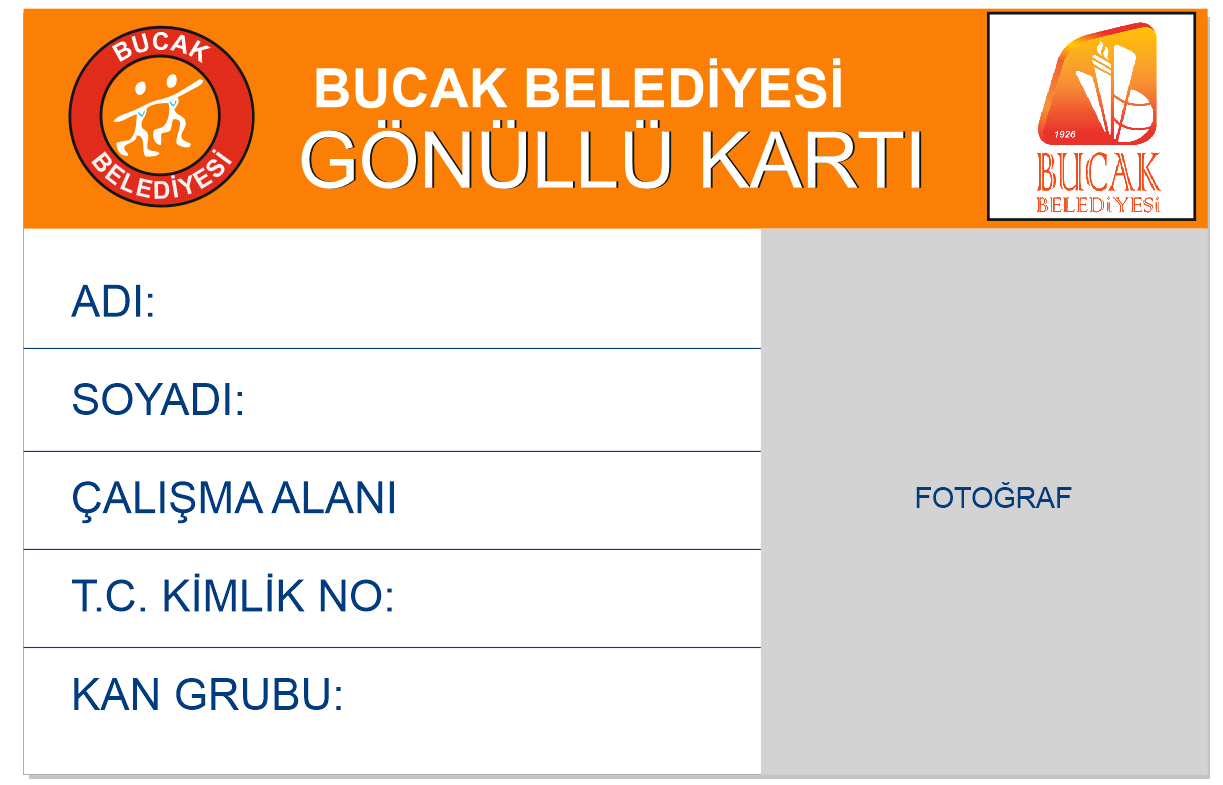 BUCAK
BELEDİYESİ
BUCAK BELEDİYESİ
GÖNÜLLÜ KARTI
1926
BUCAK
BELEDİYESİ
ADI:
SOYADI:
ÇALIŞMA ALANI
T.C. KİMLİK NO:
KAN GRUBU:
FOTOĞRAF